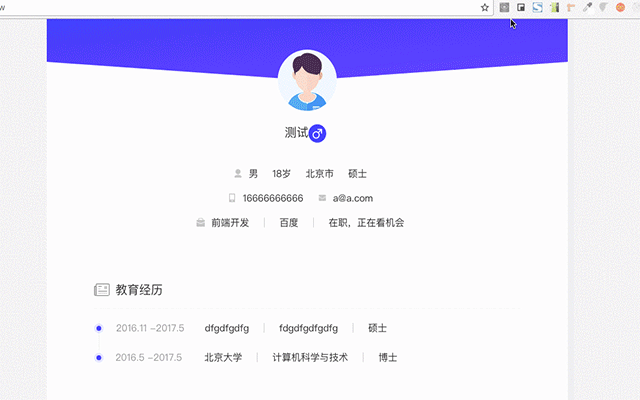 测试
男 18岁 北京市 硕士
16666666666 a@a.com
前端开发 百度 在职，正在看机会
教育经历
2016.11 –2017.5 dfgdfgdfg fdgdfgdfgdfg 硕士
2016.5 –2017.5 北京大学 计算机科学与技术 博士